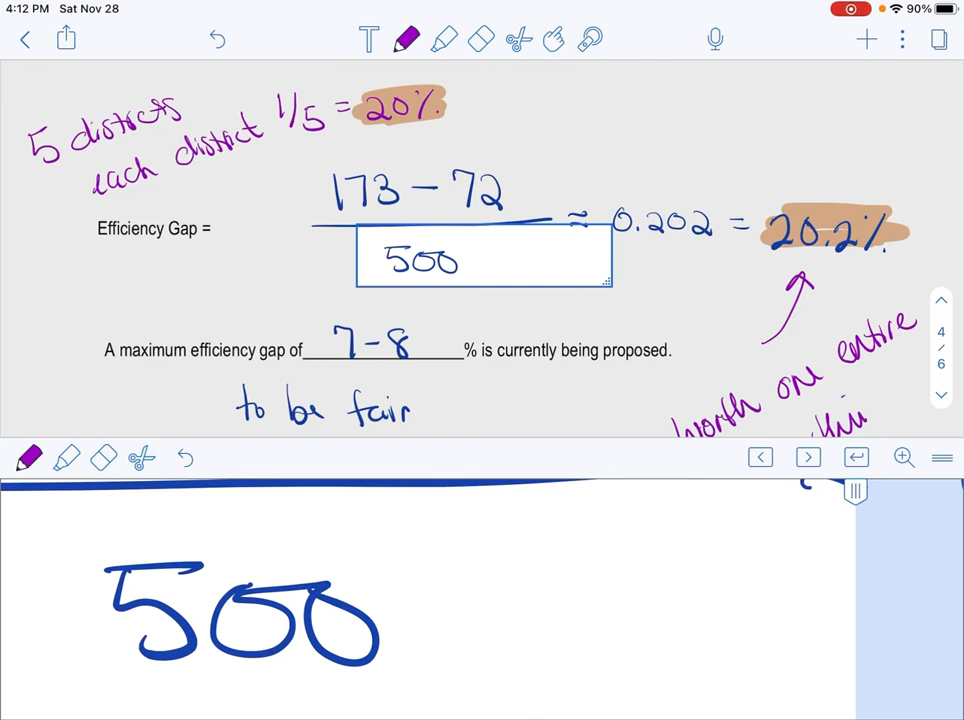 4:12 PM Sat Nov 28
90%
T
5 districts
each district 1/5 = 20%
Efficiency Gap =
173 - 72
500
≈ 0.202 = 20.2%
A maximum efficiency gap of 7-8 % is currently being proposed.
to be fair
worth one entire
4
/
6
500